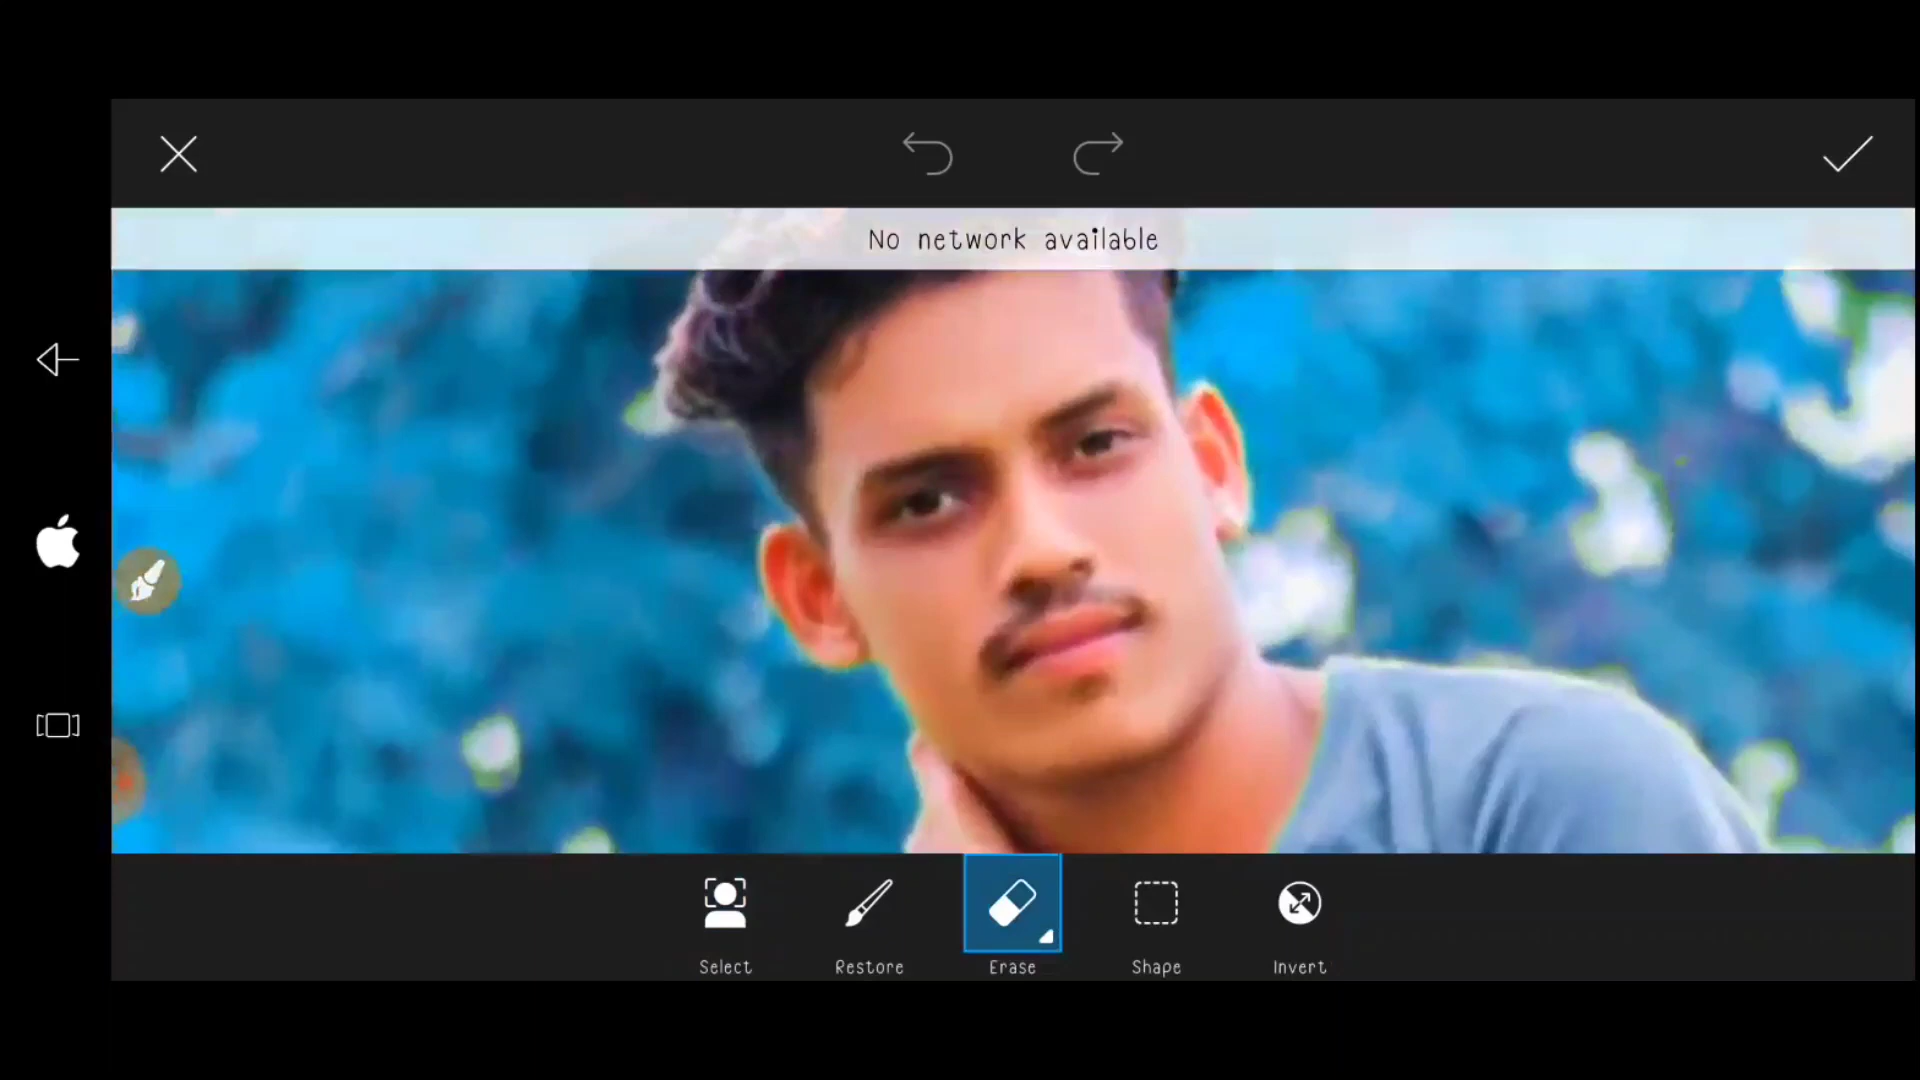 No network available
Select
Restore
Erase
Shape
Invert